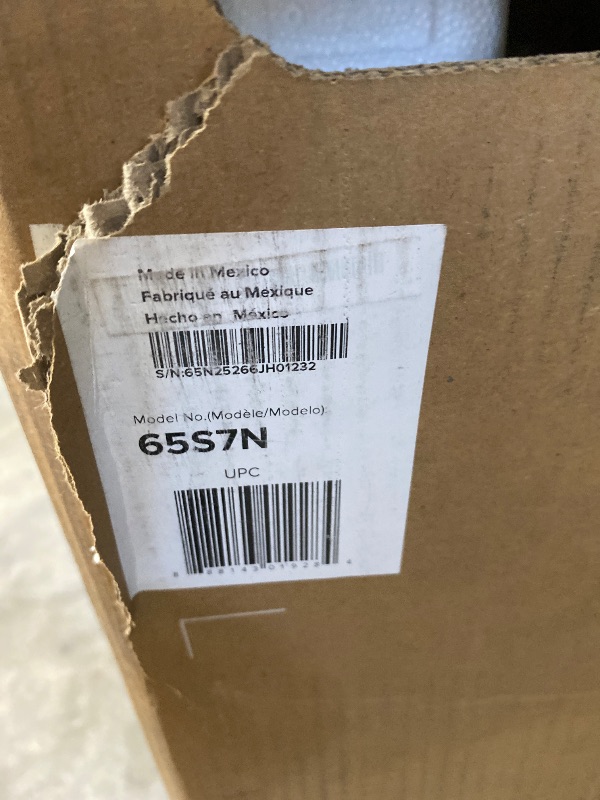 Made in Mexico
Fabriqué au Mexique
Hecho en México
S/N:65N25266JH01232
Model No.(Modèle/Modelo):
65S7N
UPC